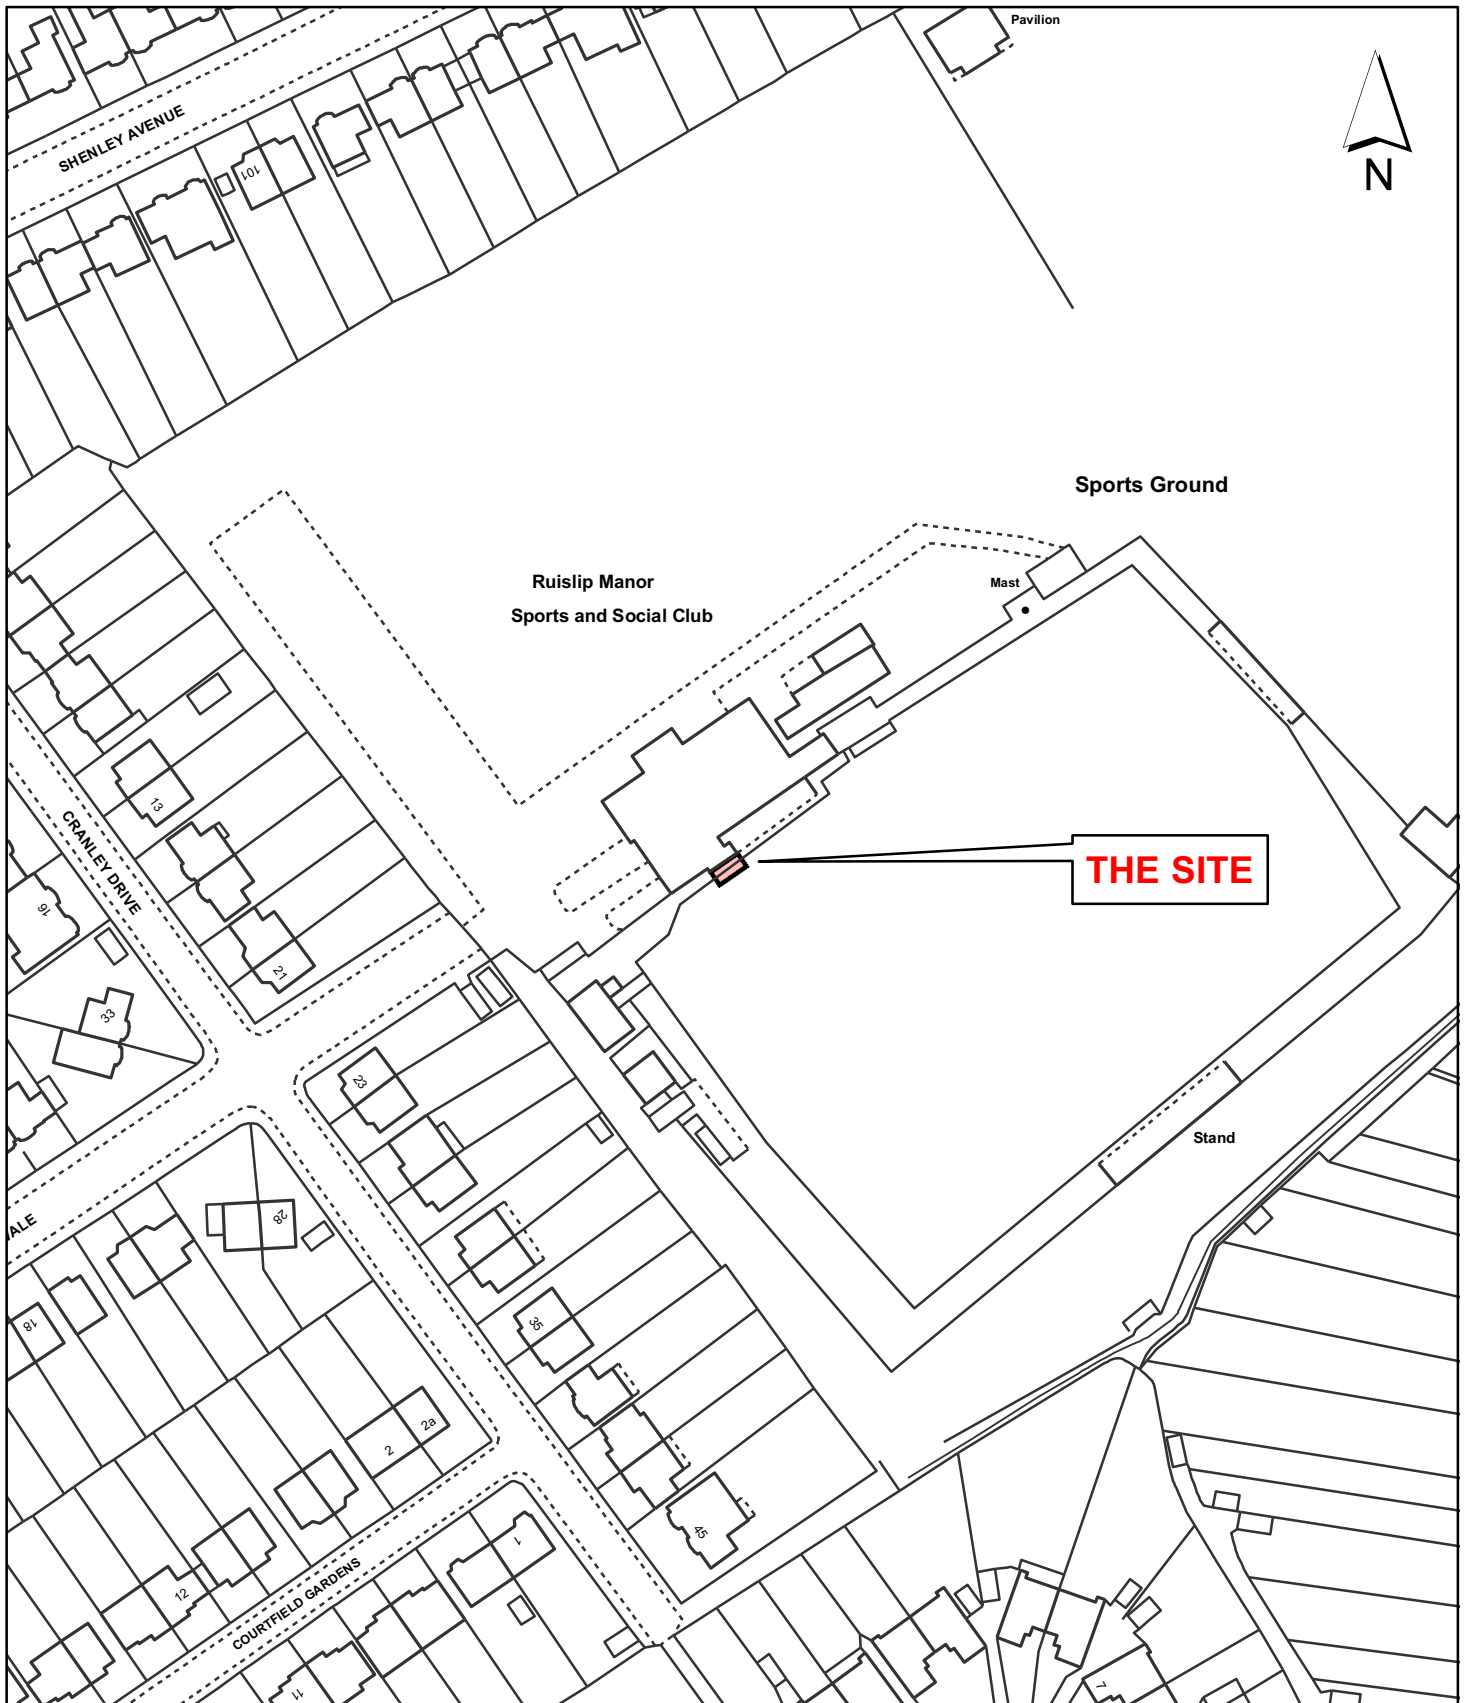 Pavilion
SHENLEY AVENUE
101
N
Sports Ground
Ruislip Manor
Sports and Social Club
Mast
13
CRANLEY DRIVE
THE SITE
16
21
33
23
Stand
28
VALE
18
35
2a
2
45
1
12
COURTFIELD GARDENS
11
7